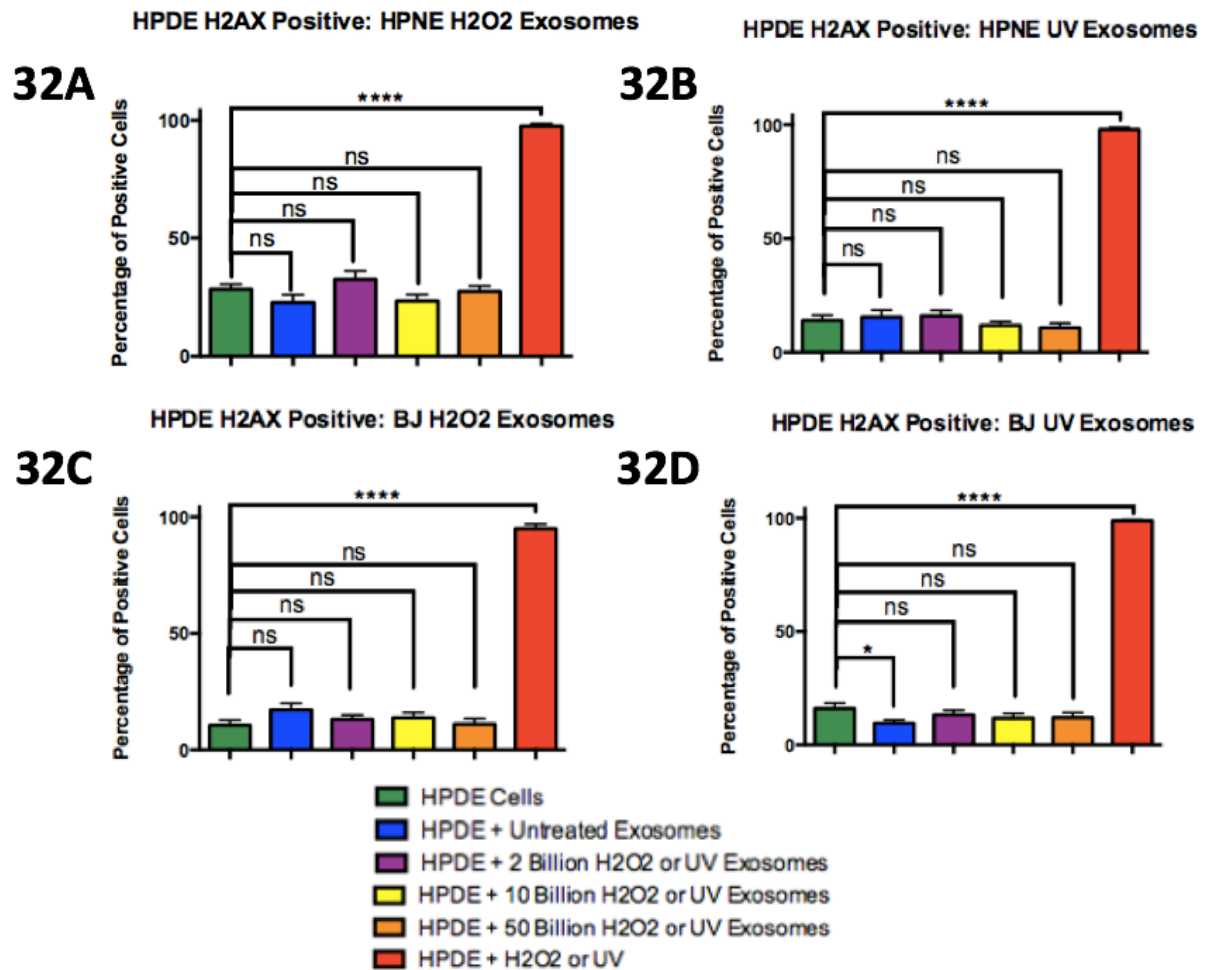 HPDE H2AX Positive: HPNE H2O2 Exosomes
32A
Percentage of Positive Cells
100
50
0
****
ns
ns
ns
ns
HPDE H2AX Positive: HPNE UV Exosomes
32B
Percentage of Positive Cells
100
50
0
****
ns
ns
ns
ns
HPDE H2AX Positive: BJ H2O2 Exosomes
32C
Percentage of Positive Cells
100
50
0
****
ns
ns
ns
ns
HPDE H2AX Positive: BJ UV Exosomes
32D
Percentage of Positive Cells
100
50
0
****
ns
ns
ns
*
HPDE Cells
HPDE + Untreated Exosomes
HPDE + 2 Billion H2O2 or UV Exosomes
HPDE + 10 Billion H2O2 or UV Exosomes
HPDE + 50 Billion H2O2 or UV Exosomes
HPDE + H2O2 or UV